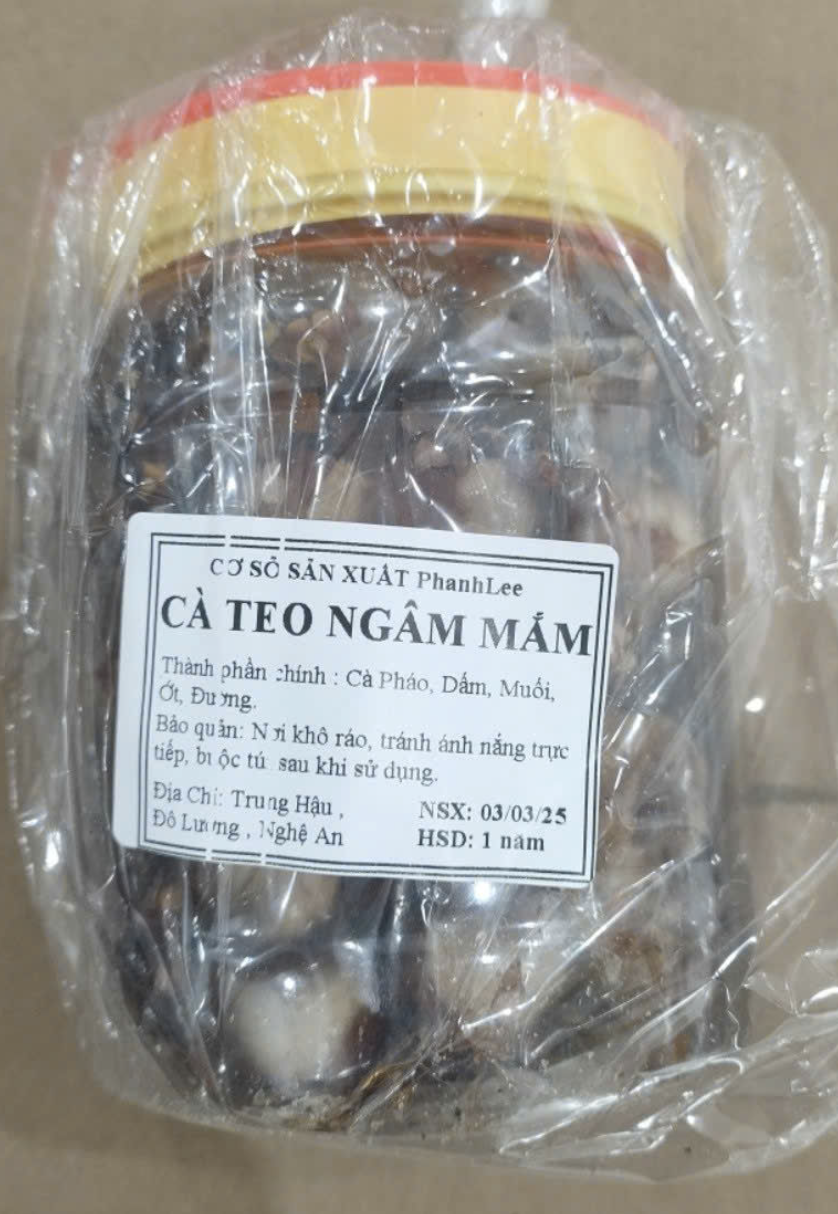 CƠ SỞ SẢN XUẤT PhanhLee
CÀ TEO NGÂM MẮM
Thành phần chính : Cà Pháo, Dấm, Muối,
Ớt, Đường.
Bảo quản: Nơi khô ráo, tránh ánh nắng trực
tiếp, buộc túi sau khi sử dụng.
Địa Chỉ: Trung Hậu ,
Đô Lương , Nghệ An
NSX: 03/03/25
HSD: 1 năm